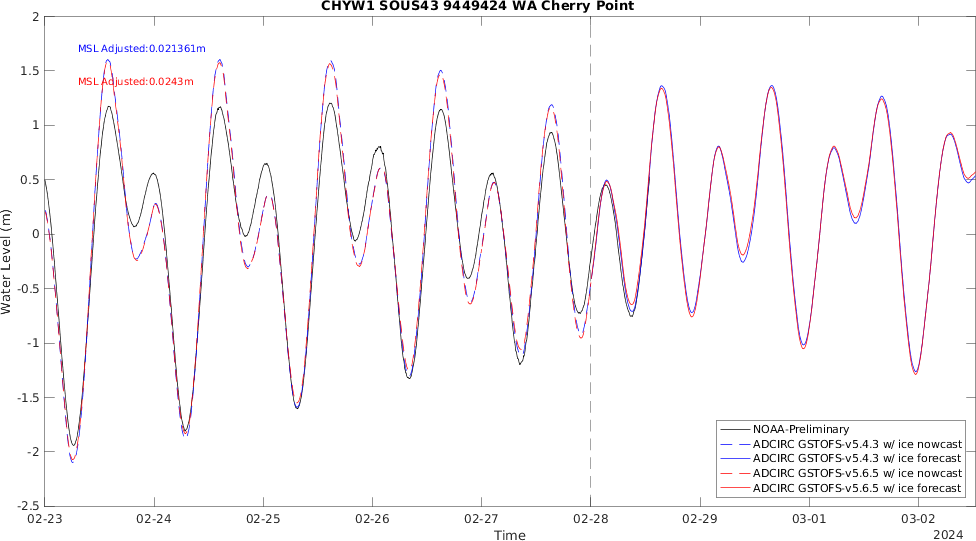 CHYW1 SOUS43 9449424 WA Cherry Point
MSL Adjusted:0.021361m
MSL Adjusted:0.0243m
Water Level (m)
2
1.5
1
0.5
0
-0.5
-1
-1.5
-2
-2.5
NOAA-Preliminary
ADCIRC GSTOFS-v5.4.3 w/ ice nowcast
ADCIRC GSTOFS-v5.4.3 w/ ice forecast
ADCIRC GSTOFS-v5.6.5 w/ ice nowcast
ADCIRC GSTOFS-v5.6.5 w/ ice forecast
02-23 02-24 02-25 02-26 02-27 02-28 02-29 03-01 03-02
Time
2024